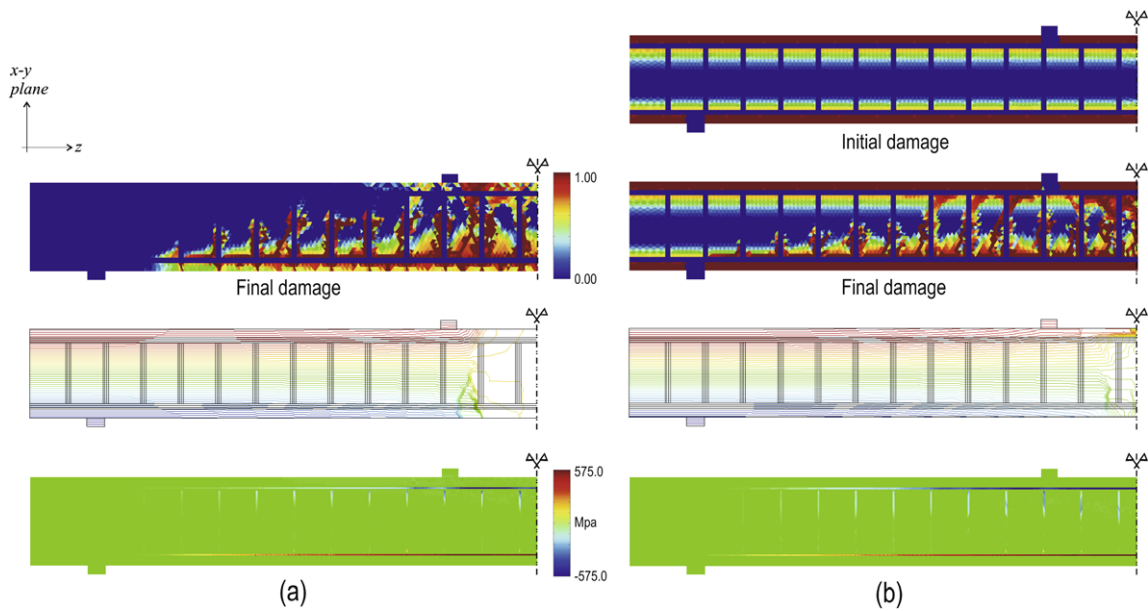 x-y
plane
z
Initial damage
1.00
0.00
Final damage
Final damage
575.0
Mpa
-575.0
(a)
(b)